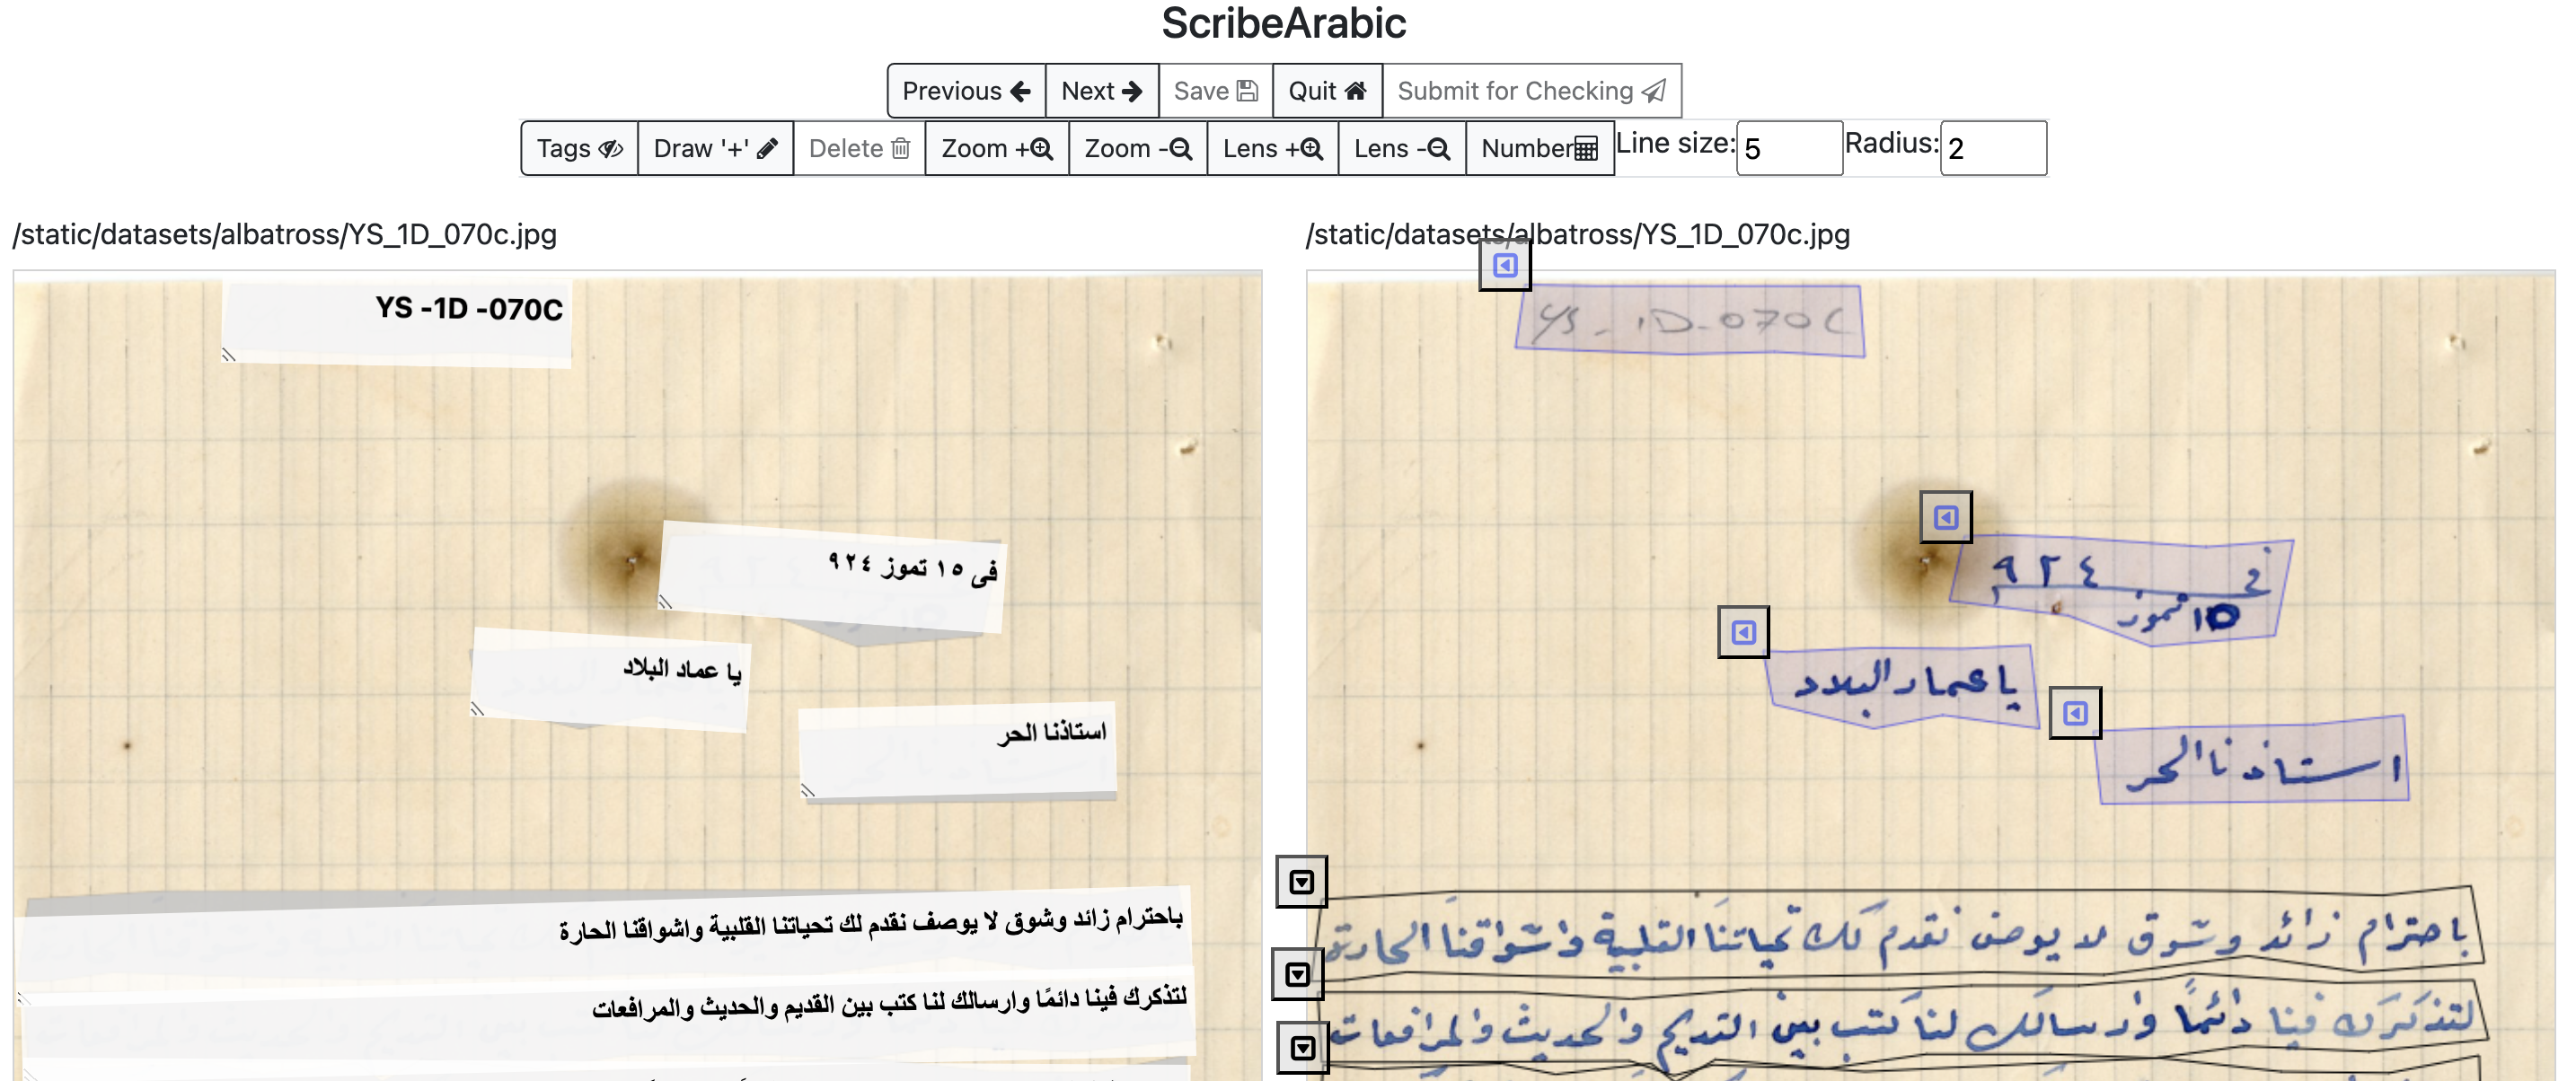 ScribeArabic
Previous Next Save Quit Submit for Checking
Tags Draw '+' Delete Zoom + Zoom - Lens + Lens - Number Line size: 5 Radius: 2
/static/datasets/albatross/YS_1D_070c.jpg
YS -1D -070C
فى ١٥ تموز ٩٢٤
يا عماد البلاد
استاذنا الحر
باحترام زائد وشوق لا يوصف نقدم لك تحياتنا القلبية واشواقنا الحارة
لتذكرك فينا دائمًا وارسالك لنا كتب بين القديم والحديث والمرافعات
/static/datasets/albatross/YS_1D_070c.jpg
YS - 1D - 070C
في ٩٢٤
١٥ تموز
يا عماد البلاد
استاذنا الحر
باحترام زائد وشوق لا يوصف نقدم لك تحياتنا القلبية واشواقنا الحارة
لتذكرك فينا دائمًا وارسالك لنا كتب بين القديم والحديث والمرافعات